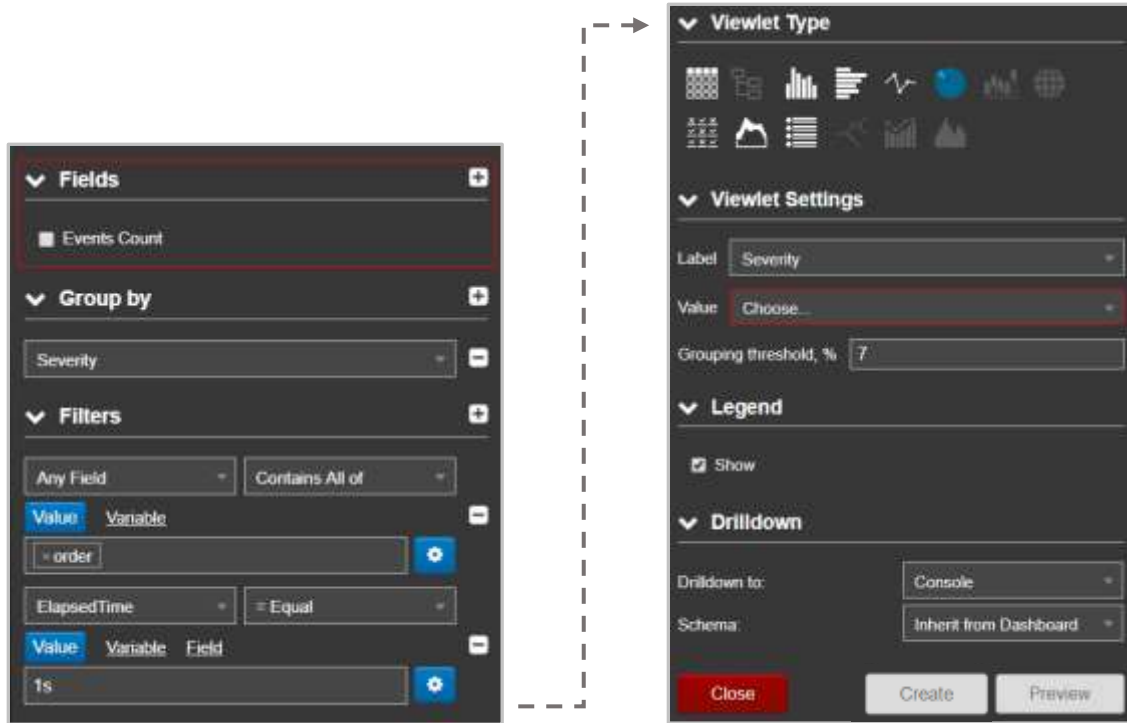 Fields
Events Count
Group by
Severity
Filters
Any Field Contains All of
Value Variable
× order
ElapsedTime = Equal
Value Variable Field
1s
Viewlet Type
Viewlet Settings
Label Severity
Value Choose...
Grouping threshold, % 7
Legend
Show
Drilldown
Drilldown to: Console
Schema: Inherit from Dashboard
Close Create Preview